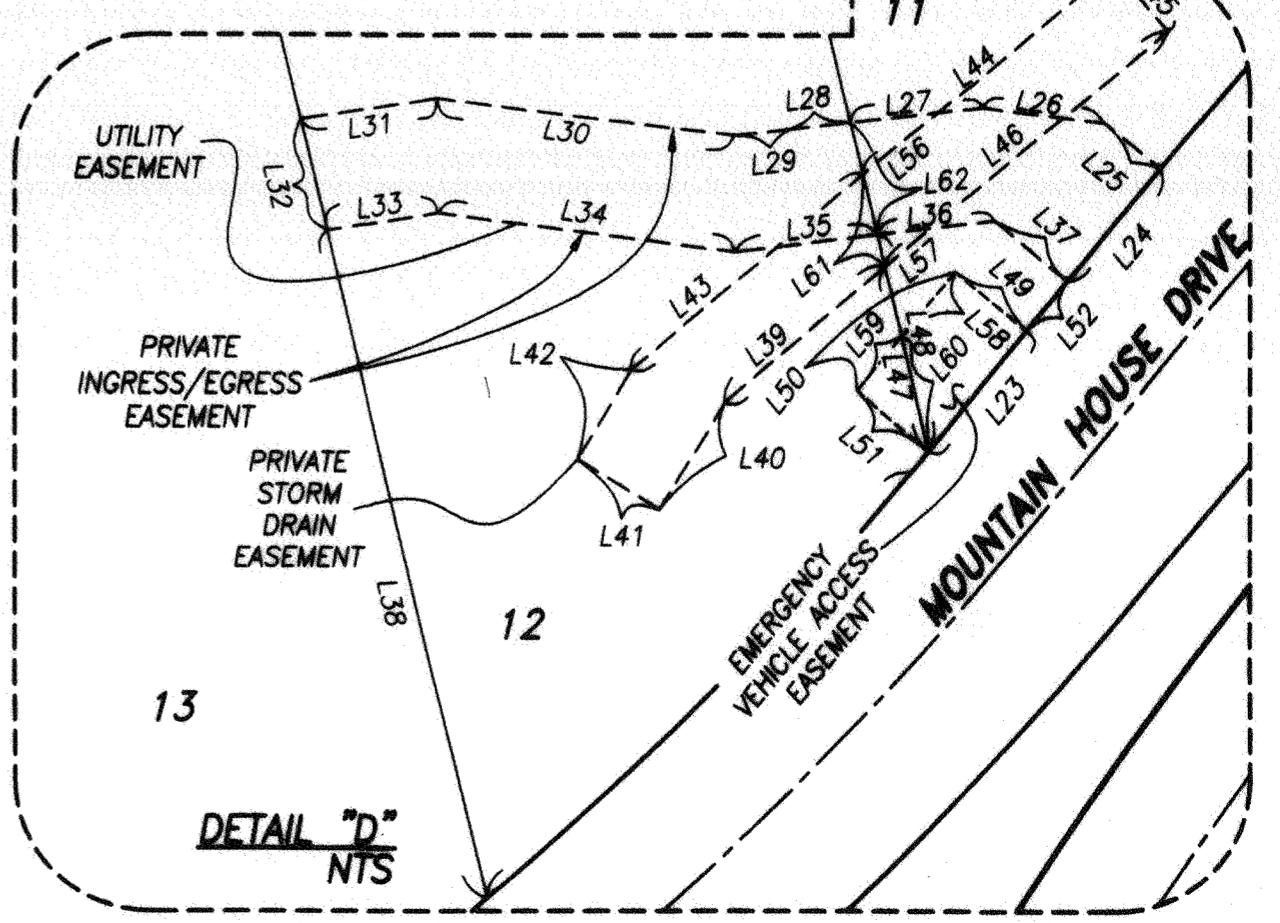 11
L44
L28
L27
L26
L31
L30
UTILITY
EASEMENT
L29
L56
L46
L25
L32
L62
L33
L34
L35
L36
L37
L24
L61
L57
L43
L49
L39
L59
L48
L58
L52
PRIVATE
INGRESS/EGRESS
EASEMENT
L42
L50
L47
L60
L23
L51
L40
PRIVATE
STORM
DRAIN
EASEMENT
L41
MOUNTAIN HOUSE DRIVE
L38
12
EMERGENCY
VEHICLE ACCESS
EASEMENT
13
DETAIL "D"
NTS